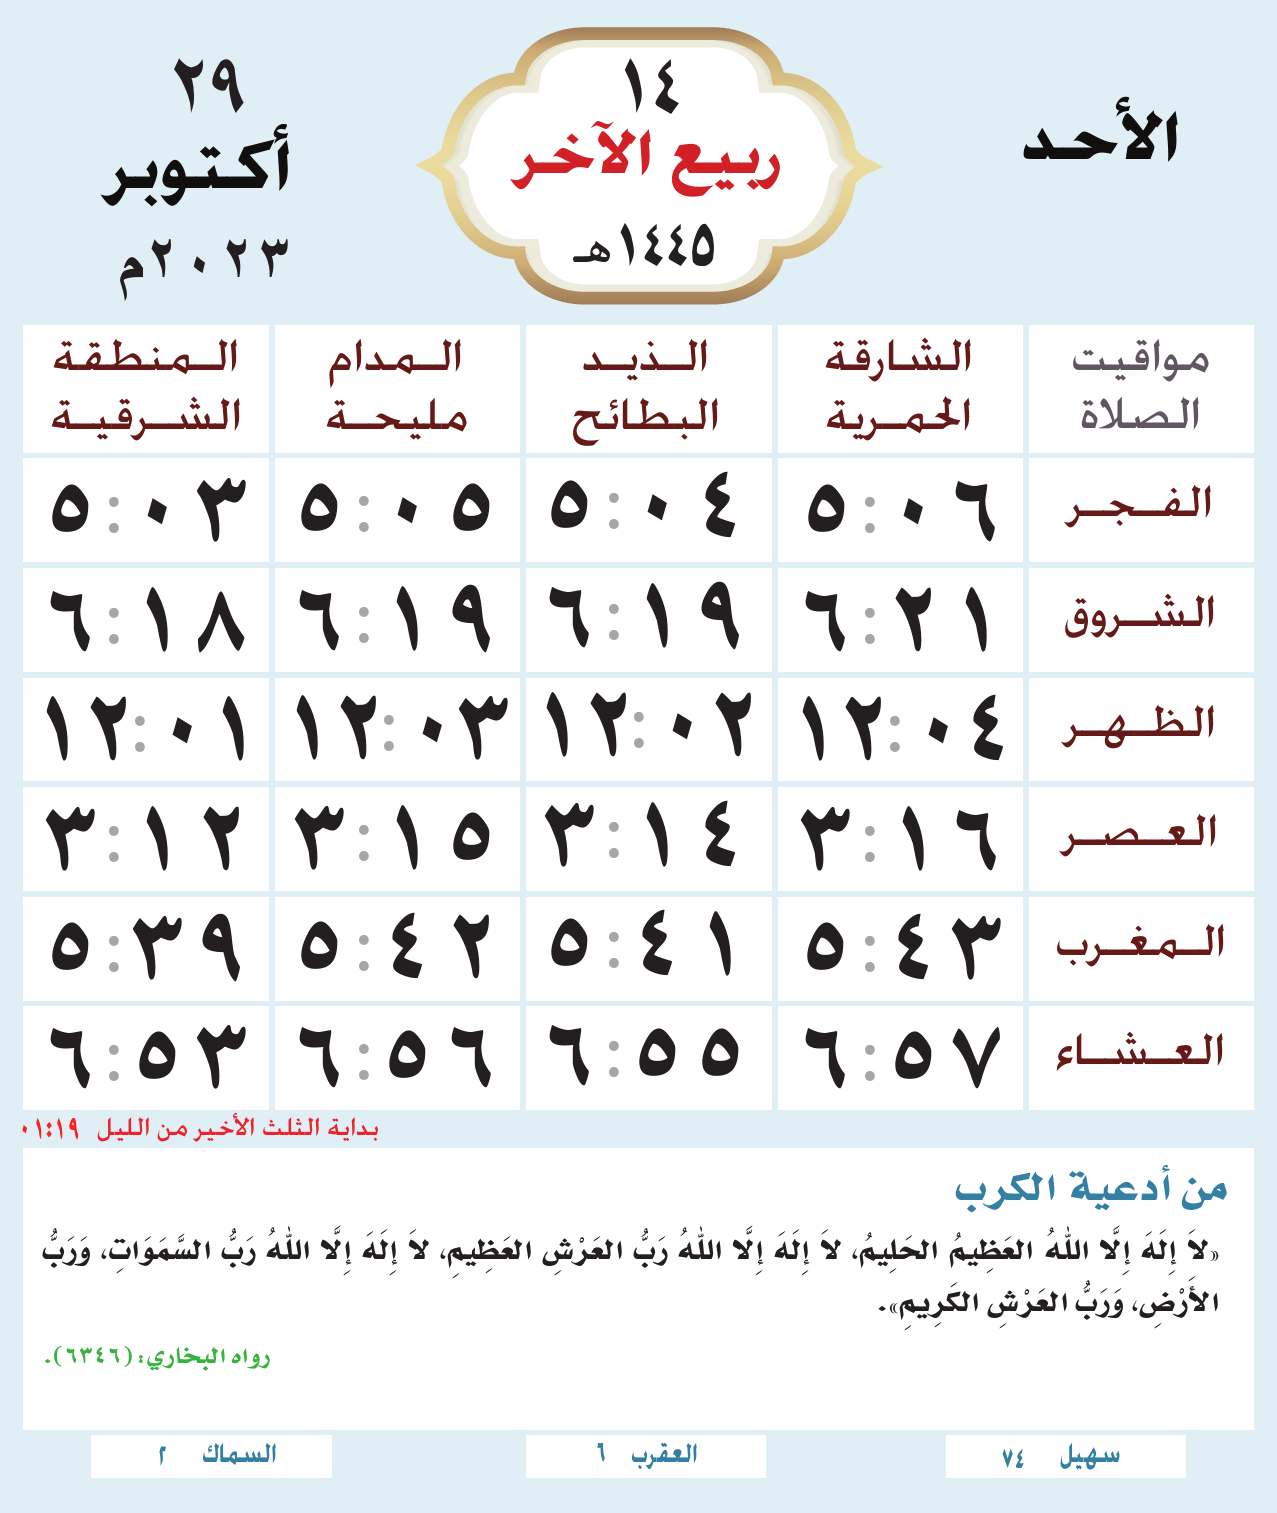 الأحد
١٤
ربيع الآخر
١٤٤٥هـ
٢٩
أكتوبر
٢٠٢٣م
مواقيت الصلاة الشارقة الحمرية الذيد البطائح المدام مليحة المنطقة الشرقية
الفجر ٥:٠٦ ٥:٠٤ ٥:٠٥ ٥:٠٣
الشروق ٦:٢١ ٦:١٩ ٦:١٩ ٦:١٨
الظهر ١٢:٠٤ ١٢:٠٢ ١٢:٠٣ ١٢:٠١
العصر ٣:١٦ ٣:١٤ ٣:١٥ ٣:١٢
المغرب ٥:٤٣ ٥:٤١ ٥:٤٢ ٥:٣٩
العشاء ٦:٥٧ ٦:٥٥ ٦:٥٦ ٦:٥٣
بداية الثلث الأخير من الليل ٠١:١٩
من أدعية الكرب
«لاَ إِلَهَ إِلَّا اللهُ العَظِيمُ الحَلِيمُ، لاَ إِلَهَ إِلَّا اللهُ رَبُّ العَرْشِ العَظِيمِ، لاَ إِلَهَ إِلَّا اللهُ رَبُّ السَّمَوَاتِ، وَرَبُّ
الأَرْضِ، وَرَبُّ العَرْشِ الكَرِيمِ».
رواه البخاري: (٦٣٤٦).
سهيل ٧٤ العقرب ٦ السماك ٢